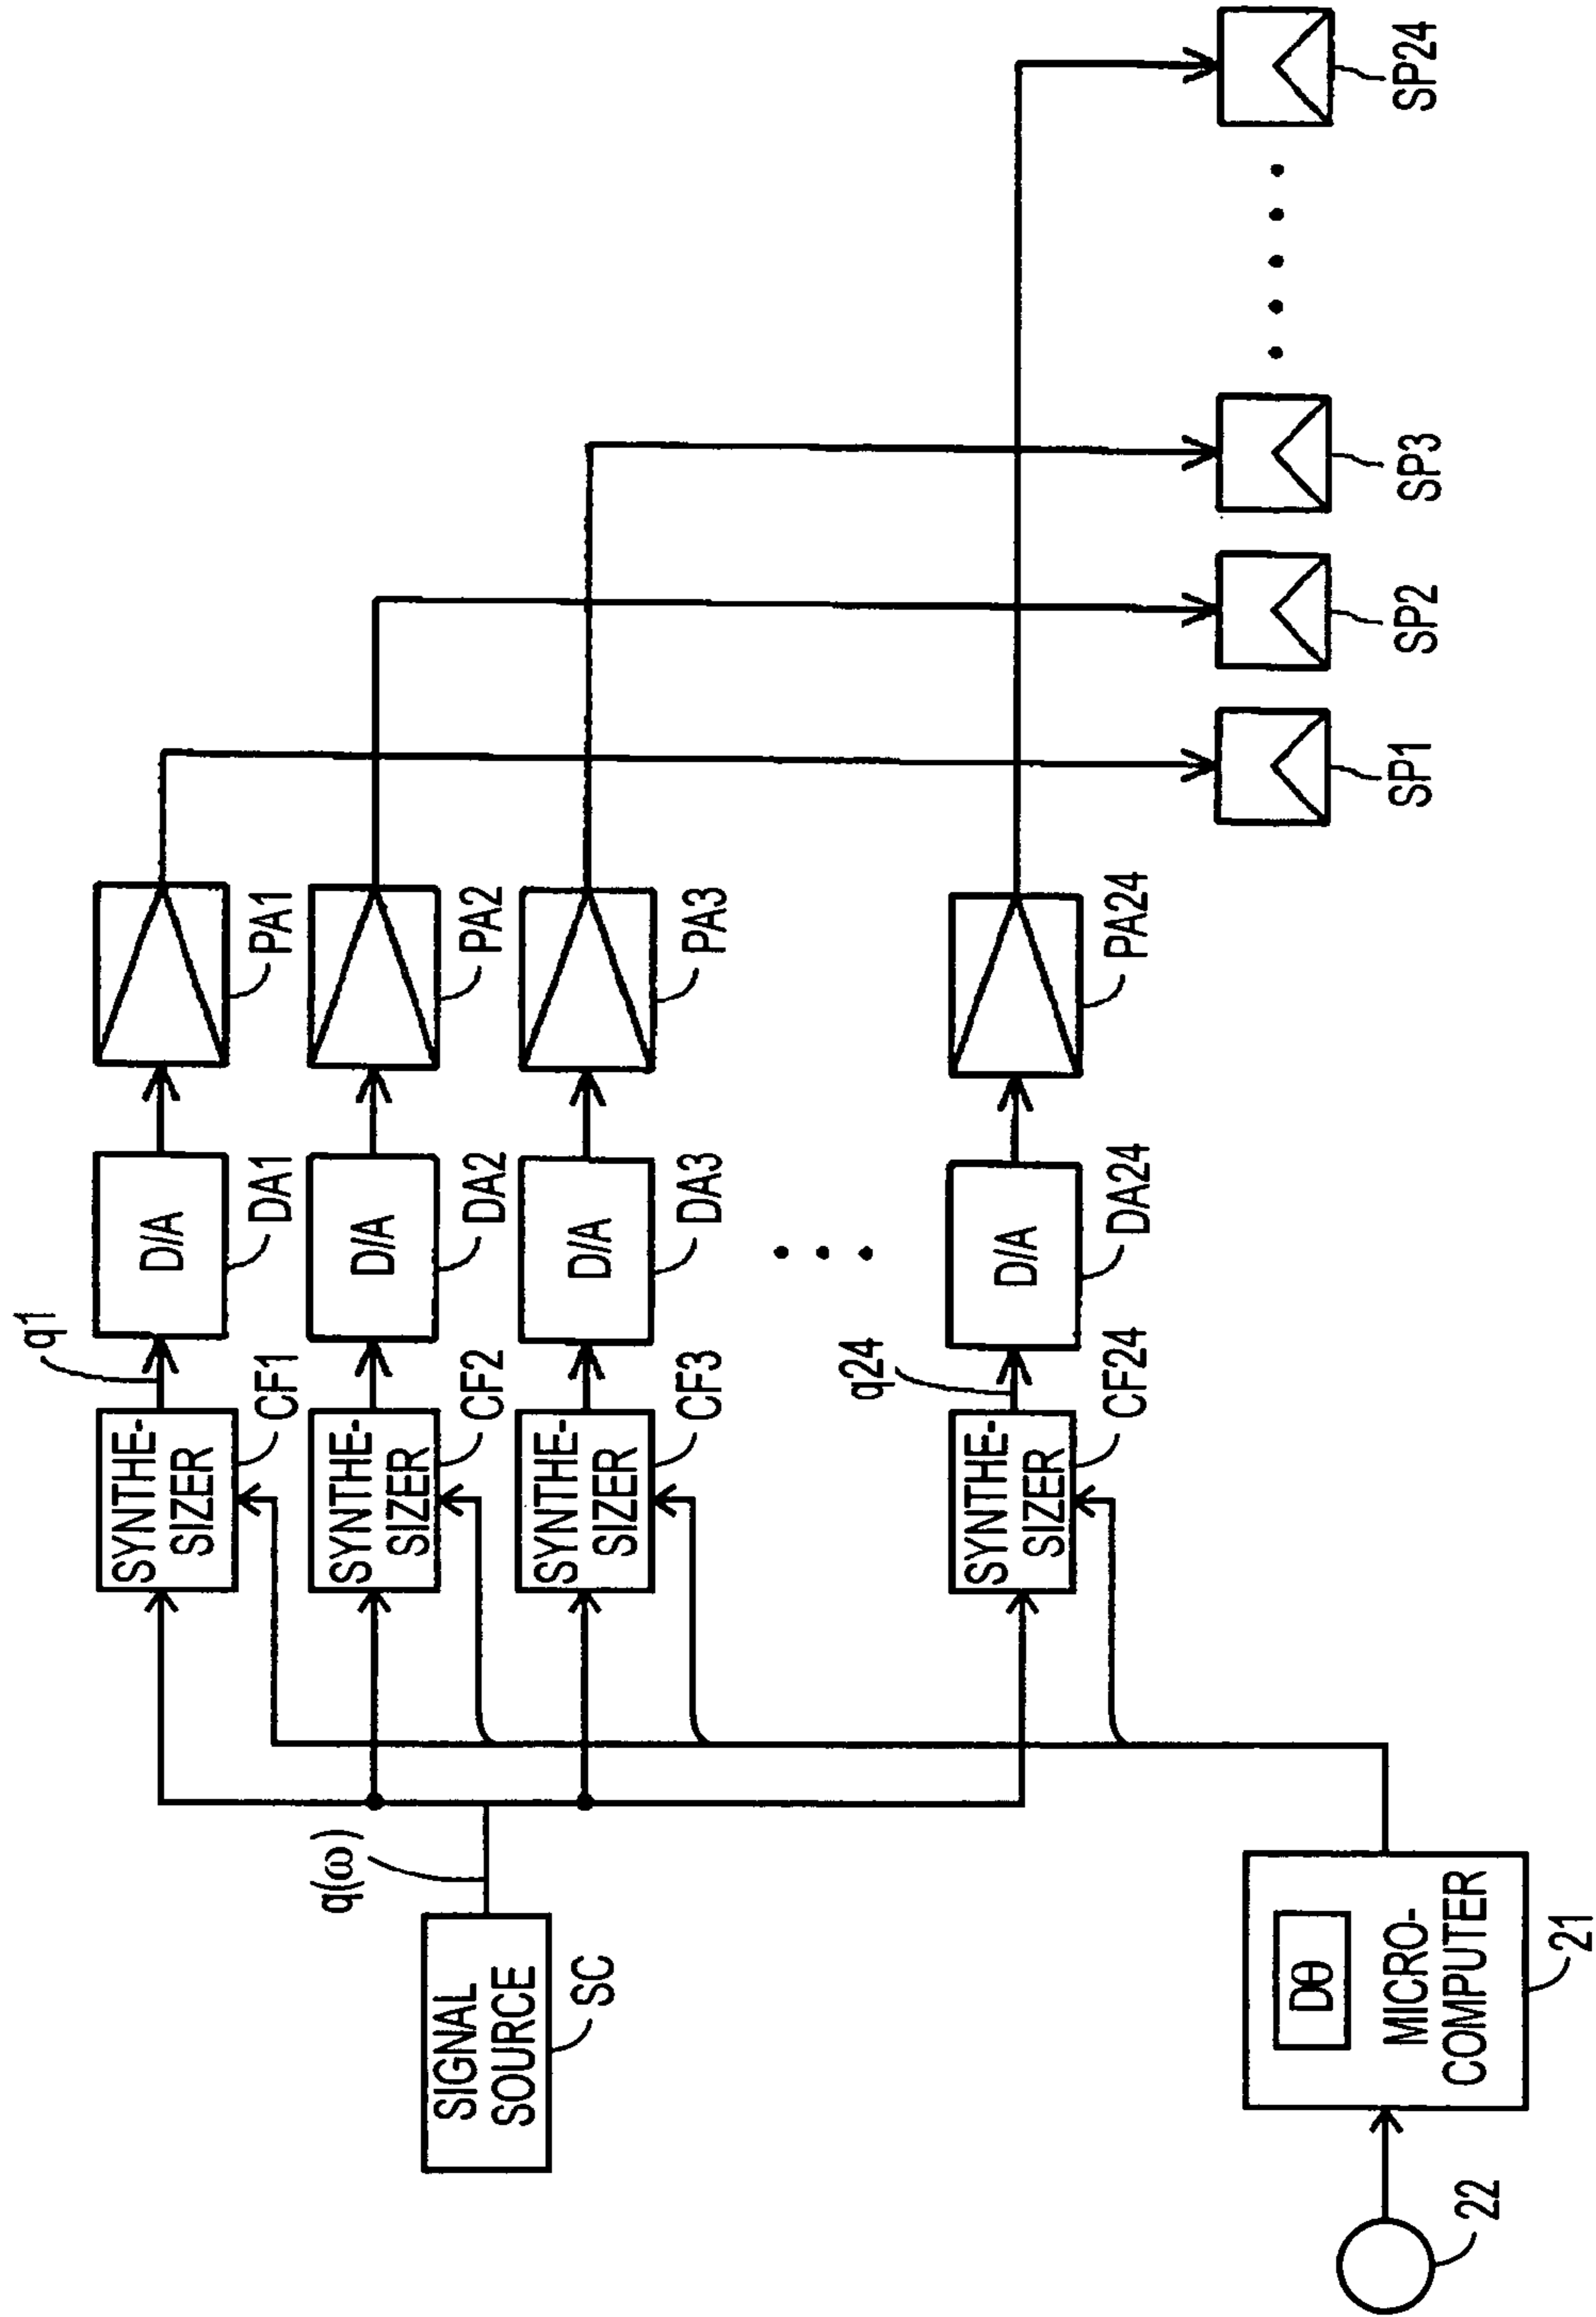 SIGNAL
SOURCE
SC
q(ω)
SYNTHE-
SIZER
CF1
q1
D/A
DA1
PA1
SYNTHE-
SIZER
CF2
D/A
DA2
PA2
SYNTHE-
SIZER
CF3
D/A
DA3
PA3
SYNTHE-
SIZER
CF24
q24
D/A
DA24
PA24
SP1
SP2
SP3
SP24
Dθ
MICRO-
COMPUTER
21
22